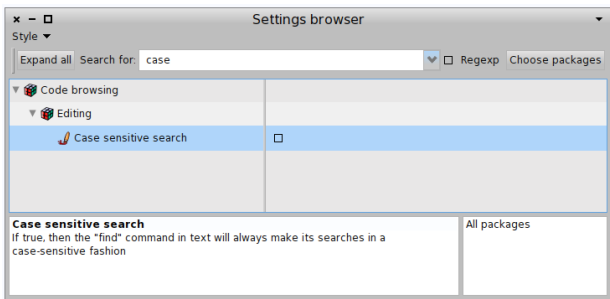 Settings browser
Style
Expand all Search for: case Regexp Choose packages
Code browsing
Editing
Case sensitive search
Case sensitive search
If true, then the "find" command in text will always make its searches in a
case-sensitive fashion
All packages